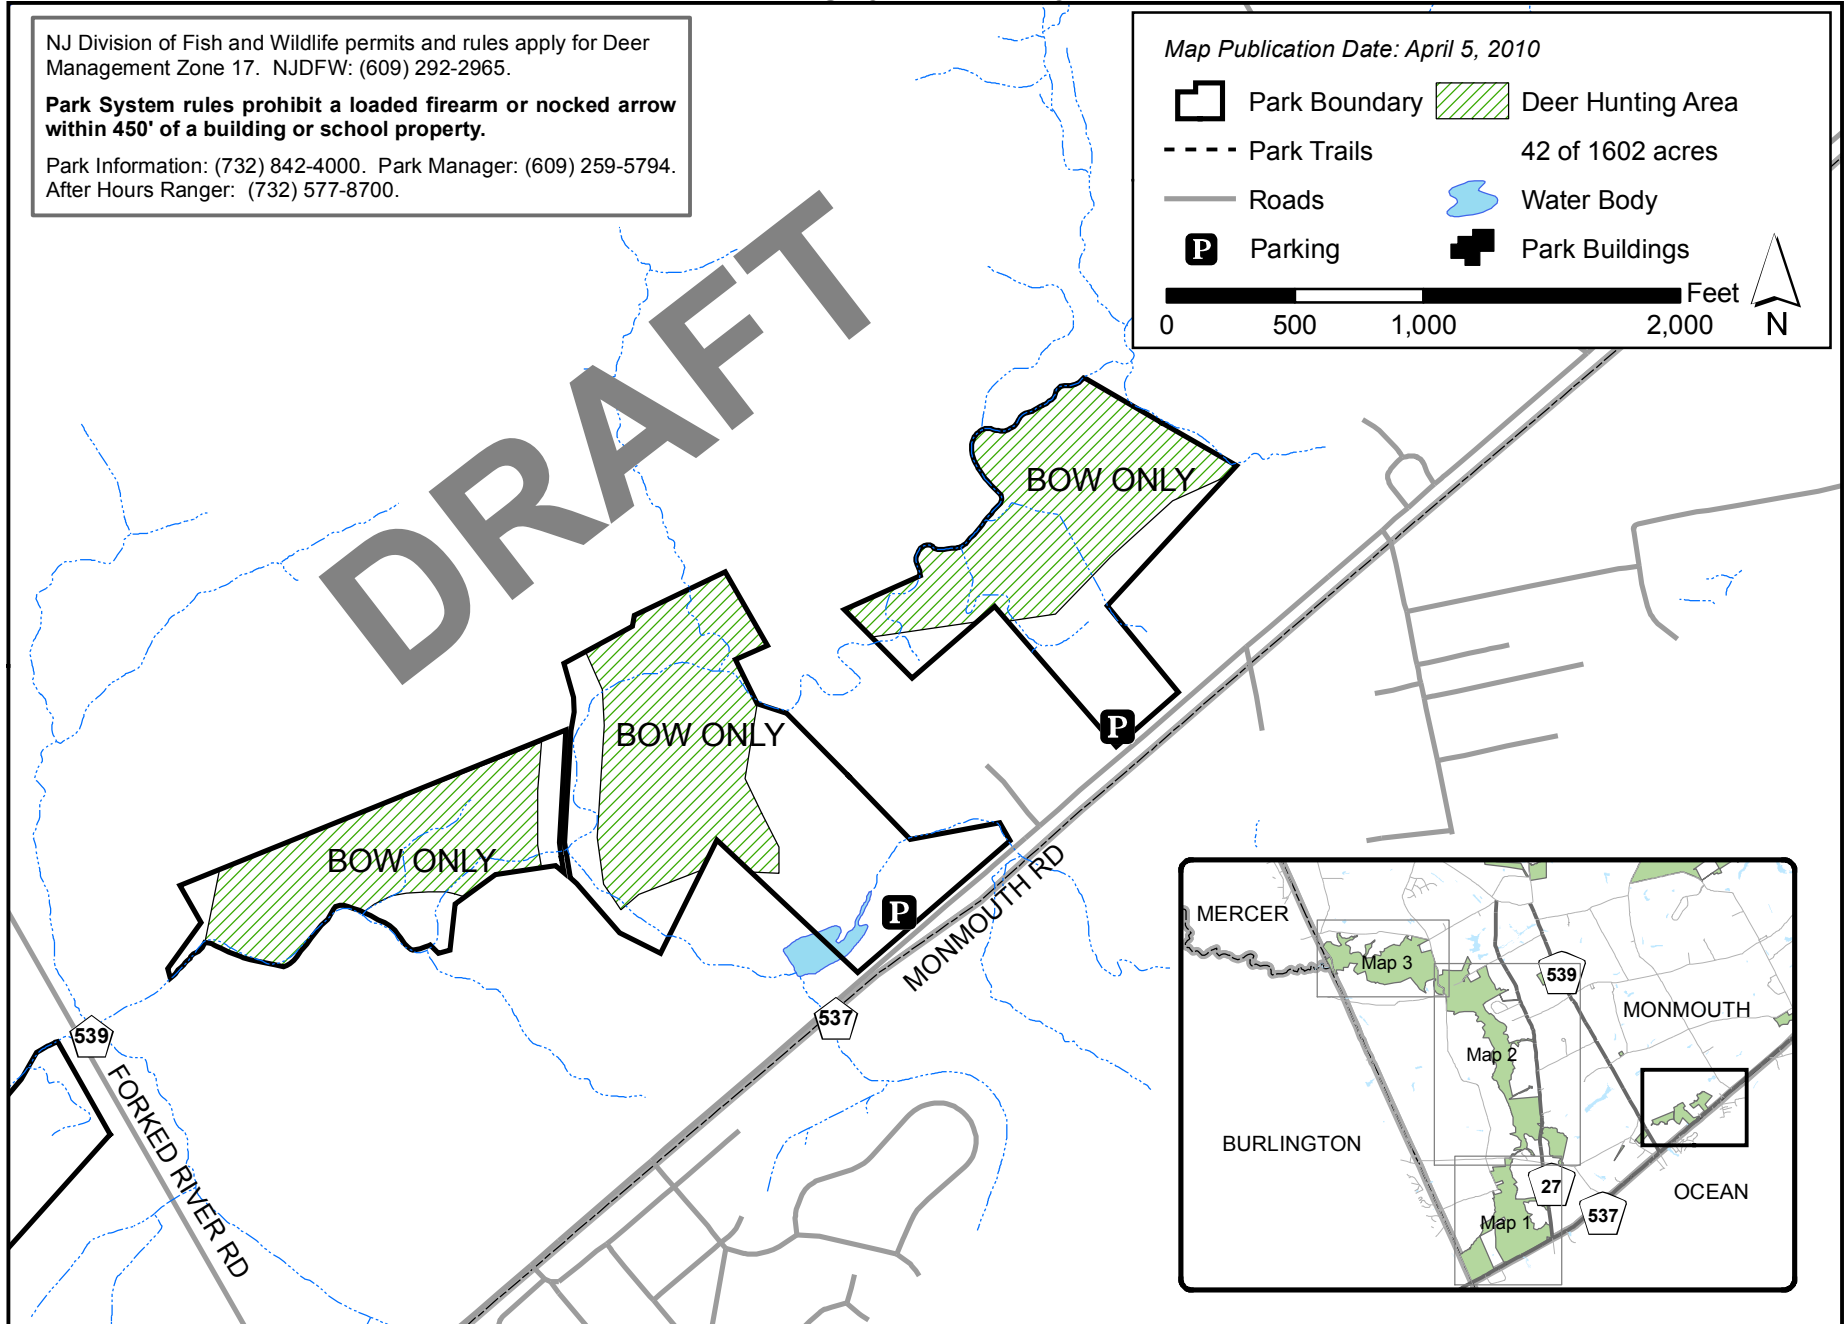 NJ Division of Fish and Wildlife permits and rules apply for Deer
Management Zone 17. NJDFW: (609) 292-2965.
Park System rules prohibit a loaded firearm or nocked arrow
within 450' of a building or school property.
Park Information: (732) 842-4000. Park Manager: (609) 259-5794.
After Hours Ranger: (732) 577-8700.
Map Publication Date: April 5, 2010
Park Boundary
Deer Hunting Area
Park Trails
42 of 1602 acres
Roads
Water Body
P
Parking
Park Buildings
Feet
0 500 1,000 2,000
N
DRAFT
BOW ONLY
BOW ONLY
BOW ONLY
P
P
MONMOUTH RD
537
539
FORKED RIVER RD
MERCER
Map 3
539
MONMOUTH
Map 2
BURLINGTON
27
OCEAN
537
Map 1